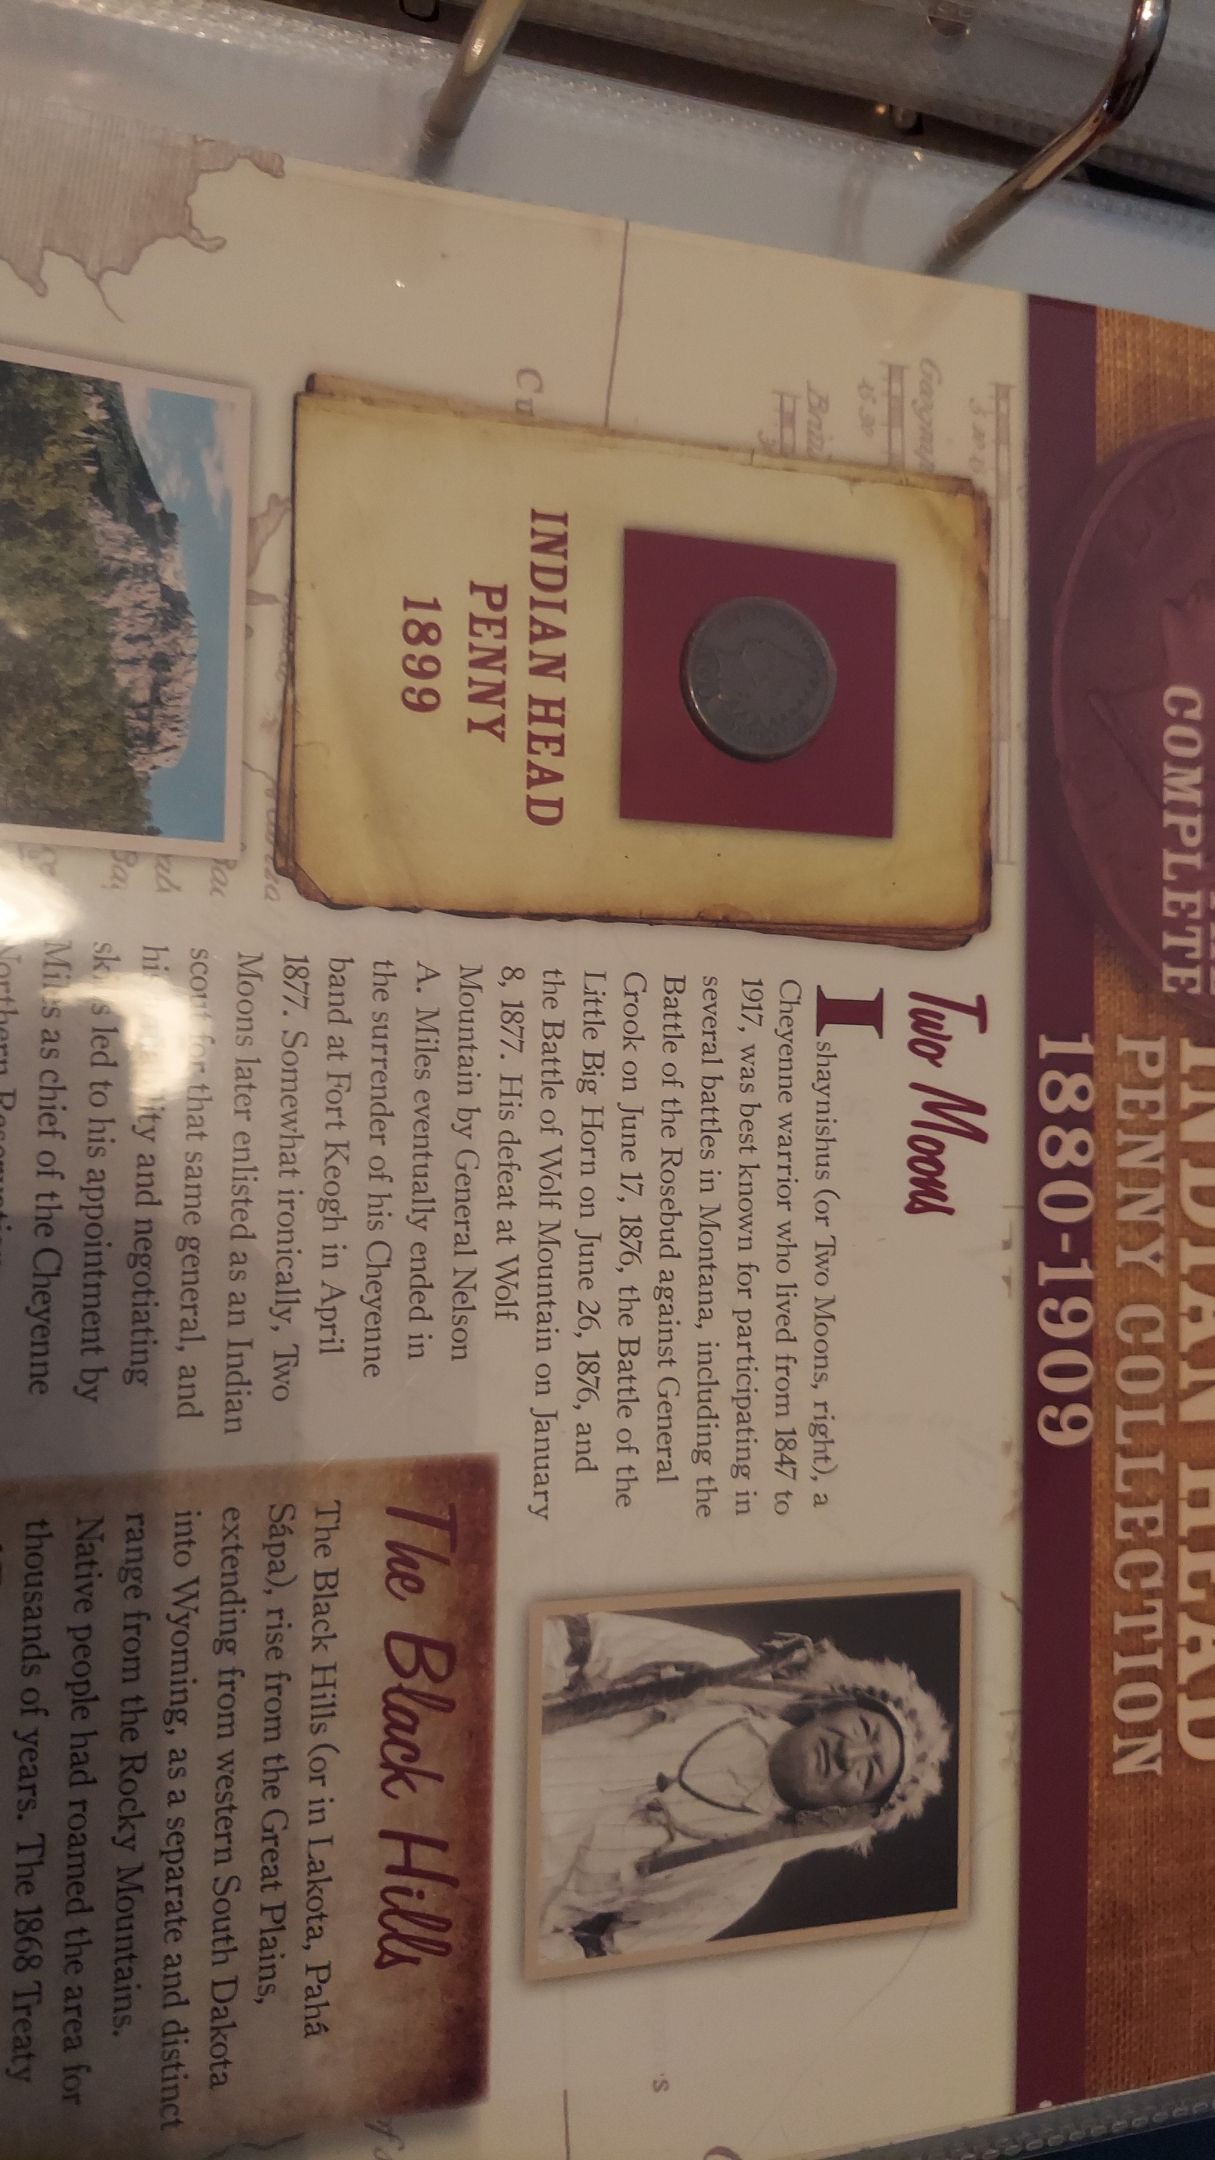 COMPLETE
INDIAN HEAD
PENNY COLLECTION
1880-1909
INDIAN HEAD
PENNY
1899
Two Moons
Ishaynishus (or Two Moons, right), a
Cheyenne warrior who lived from 1847 to
1917, was best known for participating in
several battles in Montana, including the
Battle of the Rosebud against General
Crook on June 17, 1876, the Battle of the
Little Big Horn on June 26, 1876, and
the Battle of Wolf Mountain on January
8, 1877. His defeat at Wolf
Mountain by General Nelson
A. Miles eventually ended in
the surrender of his Cheyenne
band at Fort Keogh in April
1877. Somewhat ironically, Two
Moons later enlisted as an Indian
scout for that same general, and
his and negotiating
skills led to his appointment by
Miles as chief of the Cheyenne
Northern
The Black Hills
The Black Hills (or in Lakota, Pahá
Sápa), rise from the Great Plains,
extending from western South Dakota
into Wyoming, as a separate and distinct
range from the Rocky Mountains.
Native people had roamed the area for
thousands of years. The 1868 Treaty